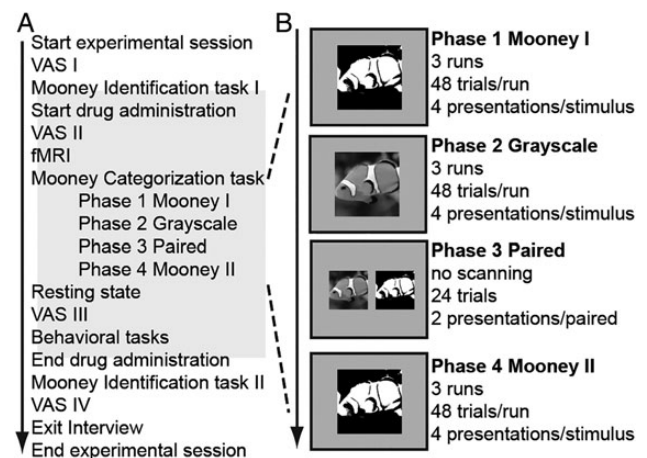 A
Start experimental session
VAS I
Mooney Identification task I
Start drug administration
VAS II
fMRI
Mooney Categorization task
Phase 1 Mooney I
Phase 2 Grayscale
Phase 3 Paired
Phase 4 Mooney II
Resting state
VAS III
Behavioral tasks
End drug administration
Mooney Identification task II
VAS IV
Exit Interview
End experimental session
B
Phase 1 Mooney I
3 runs
48 trials/run
4 presentations/stimulus
Phase 2 Grayscale
3 runs
48 trials/run
4 presentations/stimulus
Phase 3 Paired
no scanning
24 trials
2 presentations/paired
Phase 4 Mooney II
3 runs
48 trials/run
4 presentations/stimulus